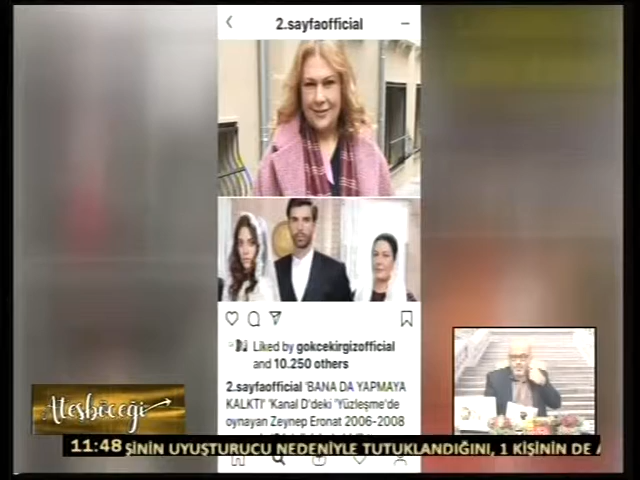 2.sayfaofficial
Liked by gokcekirgizofficial
and 10.250 others
2.sayfaofficial 'BANA DA YAPMAYA
KALKTI' 'Kanal D'deki 'Yüzleşme'de
oynayan Zeynep Eronat 2006-2008
Ateşböceği
11:48 ŞİNİN UYUŞTURUCU NEDENİYLE TUTUKLANDIĞINI, 1 KİŞİNİN DE A